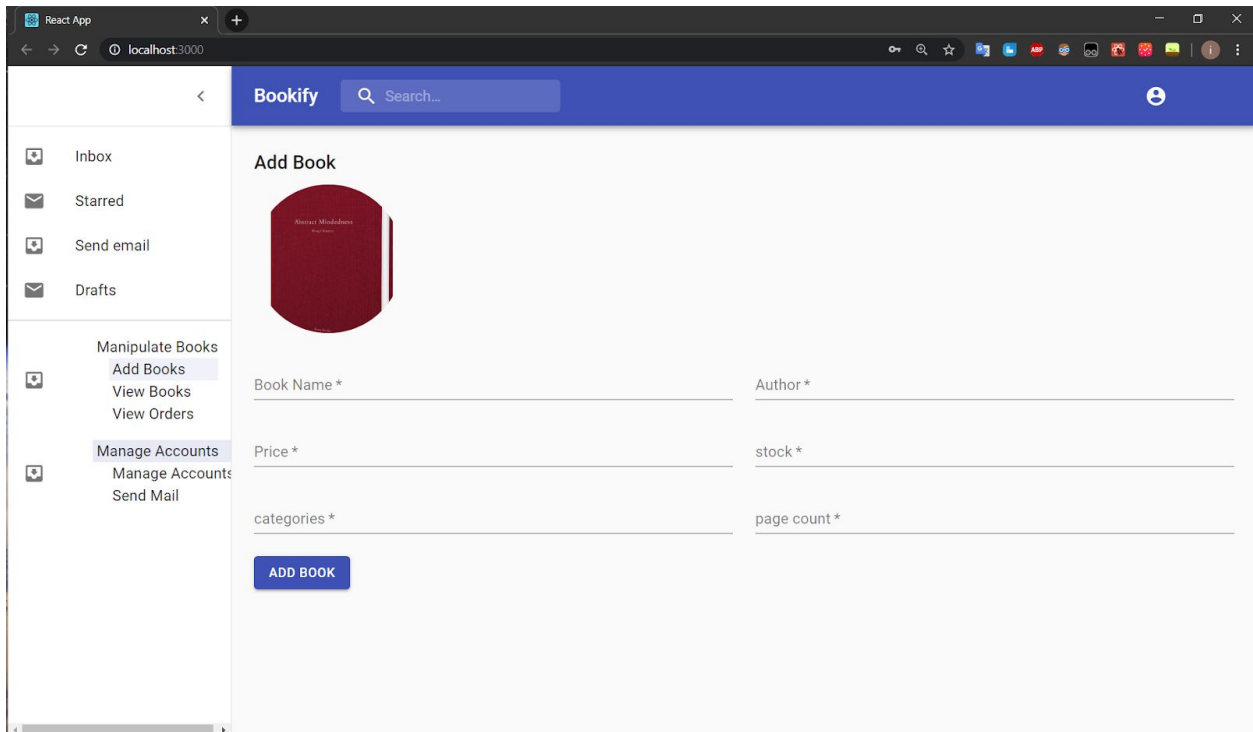 React App
localhost:3000
ABP
i
Bookify
Search...
Inbox
Starred
Send email
Drafts
Manipulate Books
Add Books
View Books
View Orders
Manage Accounts
Manage Accounts
Send Mail
Add Book
Abstract Mindedness
Book Name *
Author *
Price *
stock *
categories *
page count *
ADD BOOK